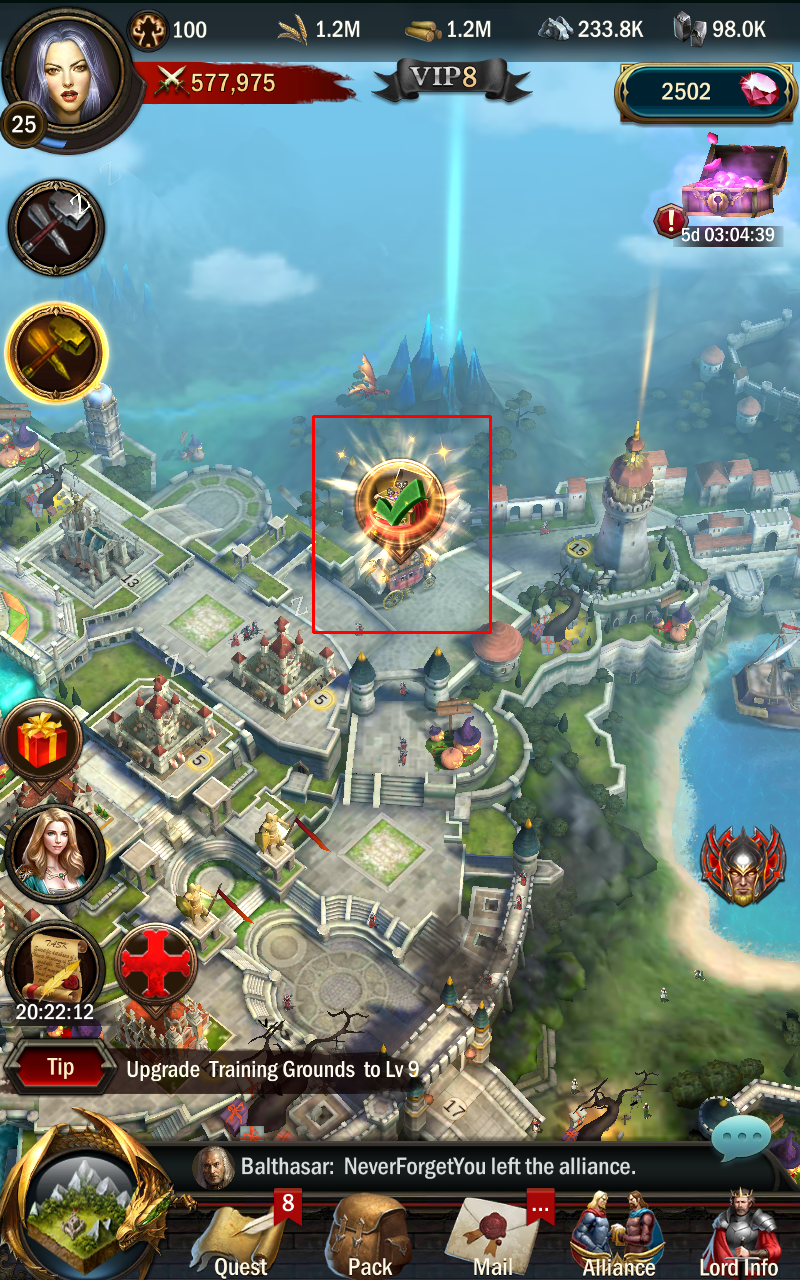 100
1.2M
1.2M
233.8K
98.0K
577,975
VIP8
2502
25
Z
5d 03:04:39
15
13
Z
Z
5
5
TASK
20:22:12
Tip
Upgrade Training Grounds to Lv 9
17
Balthasar: NeverForgetYou left the alliance.
8
...
Quest
Pack
Mail
Alliance
Lord Info